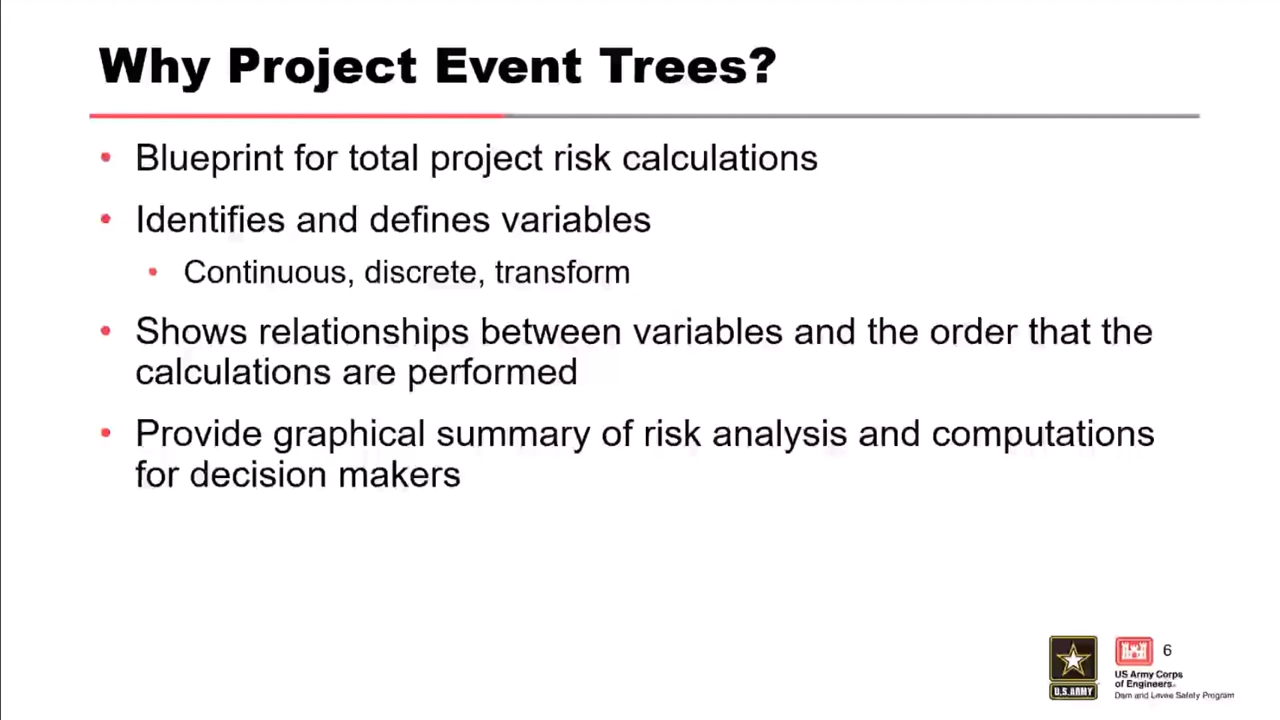 Why Project Event Trees?
• Blueprint for total project risk calculations
• Identifies and defines variables
• Continuous, discrete, transform
• Shows relationships between variables and the order that the
calculations are performed
• Provide graphical summary of risk analysis and computations
for decision makers
U.S.ARMY
6
US Army Corps
of Engineers®
Dam and Levee Safety Program